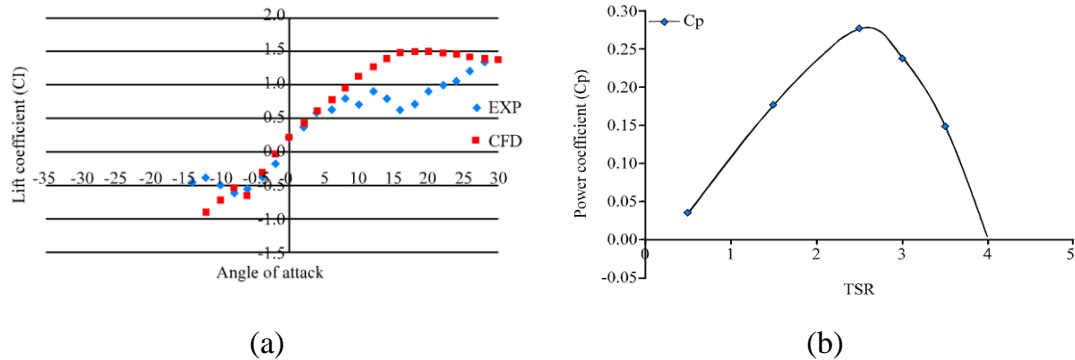 2.0
1.5
1.0
0.5
0.0
-35 -30 -25 -20 -15 -10 -5 -0 5 10 15 20 25 30
-0.5
-1.0
-1.5
Lift coefficient (CI)
Angle of attack
EXP
CFD
(a)
Cp
0.30
0.25
0.20
0.15
0.10
0.05
0.00
-0.05
0 1 2 3 4 5
Power coefficient (Cp)
TSR
(b)